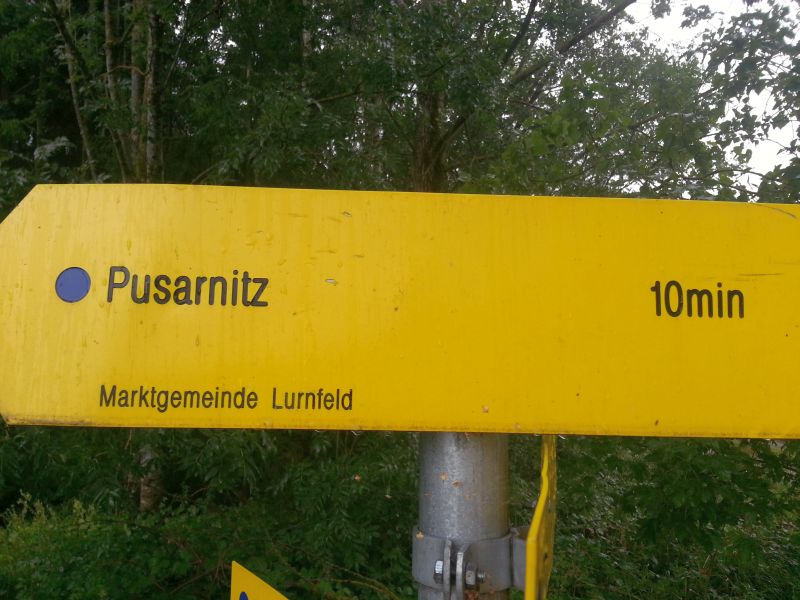 Pusarnitz 10min
Marktgemeinde Lurnfeld